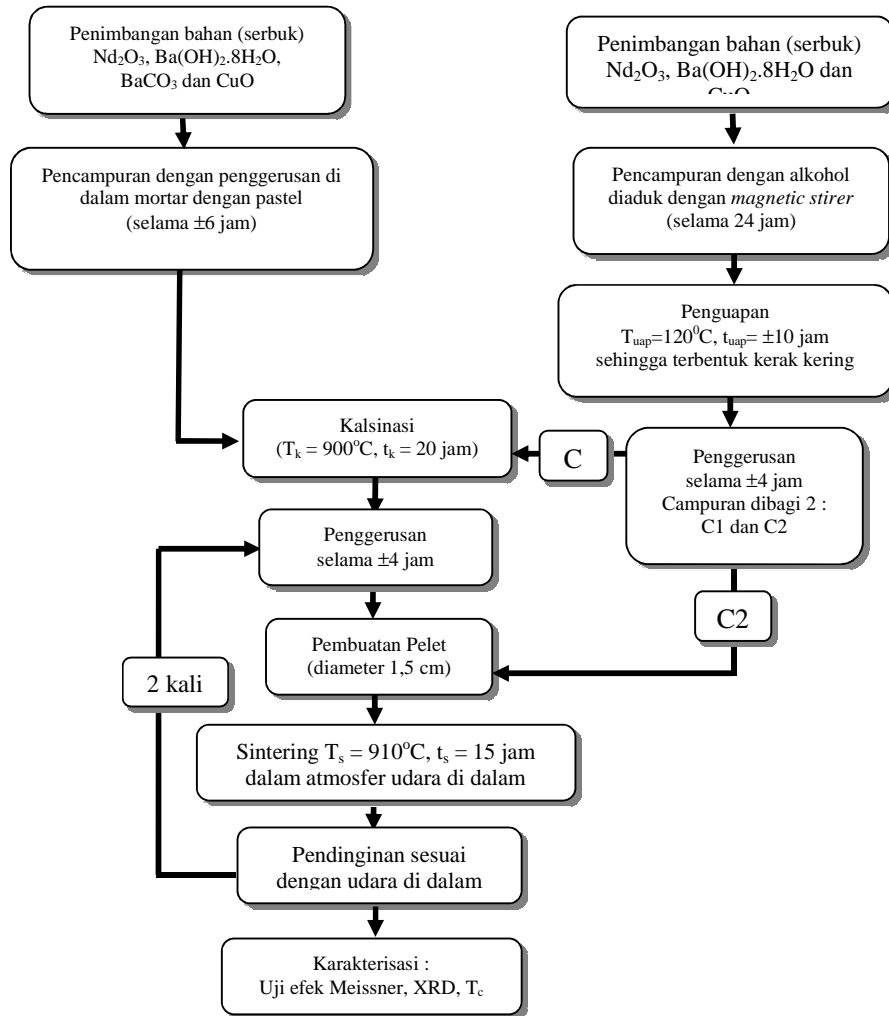 Penimbangan bahan (serbuk)
Nd₂O₃, Ba(OH)₂.8H₂O,
BaCO₃ dan CuO
Pencampuran dengan penggerusan di
dalam mortar dengan pastel
(selama ±6 jam)
Penimbangan bahan (serbuk)
Nd₂O₃, Ba(OH)₂.8H₂O dan
CuO
Pencampuran dengan alkohol
diaduk dengan magnetic stirer
(selama 24 jam)
Penguapan
Tᵤₐₚ=120⁰C, tᵤₐₚ= ±10 jam
sehingga terbentuk kerak kering
Penggerusan
selama ±4 jam
Campuran dibagi 2 :
C1 dan C2
C
C2
Kalsinasi
(Tₖ = 900°C, tₖ = 20 jam)
Penggerusan
selama ±4 jam
Pembuatan Pelet
(diameter 1,5 cm)
2 kali
Sintering Tₛ = 910°C, tₛ = 15 jam
dalam atmosfer udara di dalam
Pendinginan sesuai
dengan udara di dalam
Karakterisasi :
Uji efek Meissner, XRD, T_c